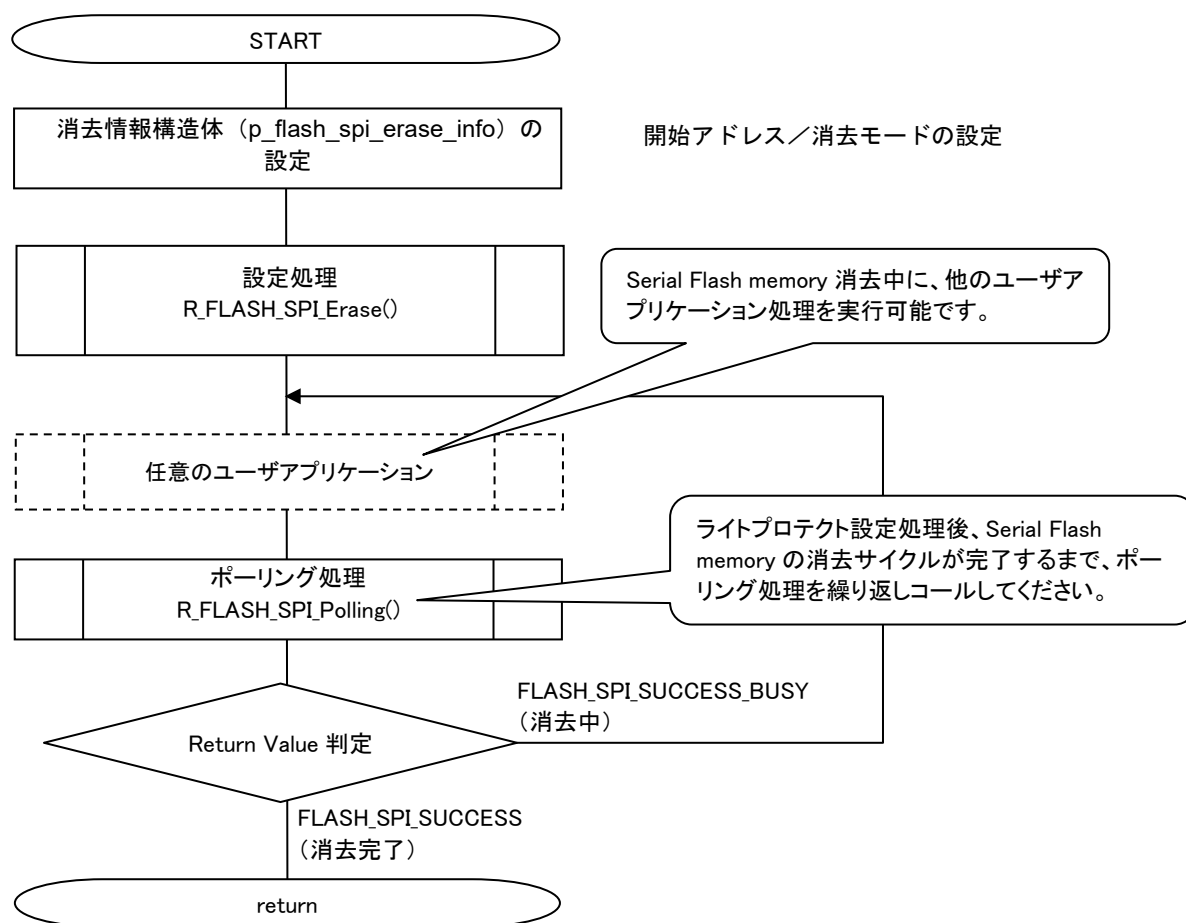 START
消去情報構造体（p_flash_spi_erase_info）の
設定
開始アドレス／消去モードの設定
設定処理
R_FLASH_SPI_Erase()
Serial Flash memory 消去中に、他のユーザア
プリケーション処理を実行可能です。
任意のユーザアプリケーション
ライトプロテクト設定処理後、Serial Flash
memory の消去サイクルが完了するまで、ポー
リング処理を繰り返しコールしてください。
ポーリング処理
R_FLASH_SPI_Polling()
FLASH_SPI_SUCCESS_BUSY
（消去中）
Return Value 判定
FLASH_SPI_SUCCESS
（消去完了）
return